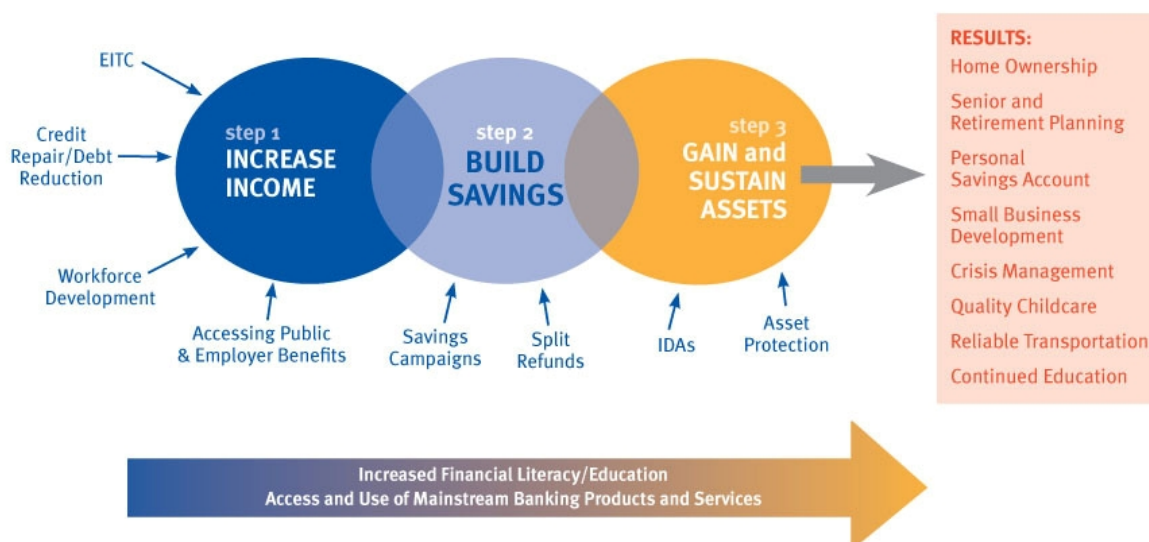 EITC
Credit
Repair/Debt
Reduction
Workforce
Development
Accessing Public
& Employer Benefits
step 1
INCREASE
INCOME
step 2
BUILD
SAVINGS
Savings
Campaigns
Split
Refunds
step 3
GAIN and
SUSTAIN
ASSETS
IDAs
Asset
Protection
RESULTS:
Home Ownership
Senior and
Retirement Planning
Personal
Savings Account
Small Business
Development
Crisis Management
Quality Childcare
Reliable Transportation
Continued Education
Increased Financial Literacy/Education
Access and Use of Mainstream Banking Products and Services